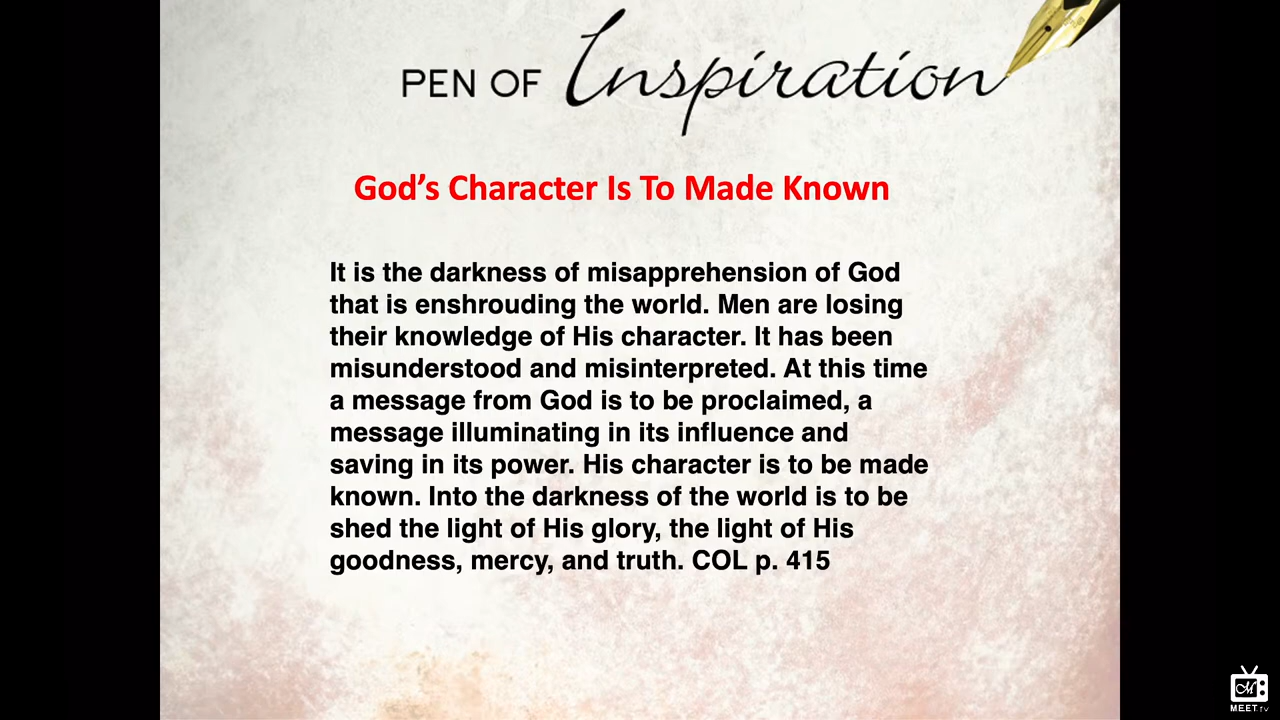 PEN OF Inspiration
God’s Character Is To Made Known
It is the darkness of misapprehension of God
that is enshrouding the world. Men are losing
their knowledge of His character. It has been
misunderstood and misinterpreted. At this time
a message from God is to be proclaimed, a
message illuminating in its influence and
saving in its power. His character is to be made
known. Into the darkness of the world is to be
shed the light of His glory, the light of His
goodness, mercy, and truth. COL p. 415
M
MEET.TV